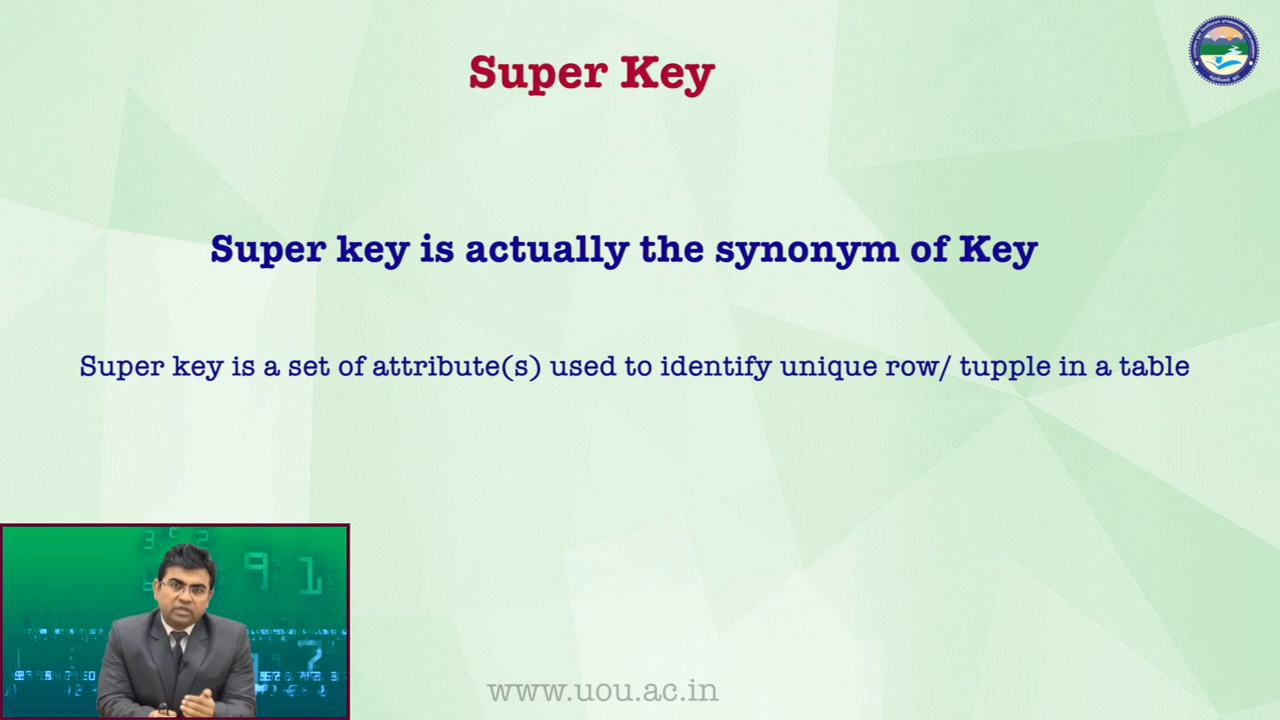 Super Key
Super key is actually the synonym of Key
Super key is a set of attribute(s) used to identify unique row/ tupple in a table
www.uou.ac.in